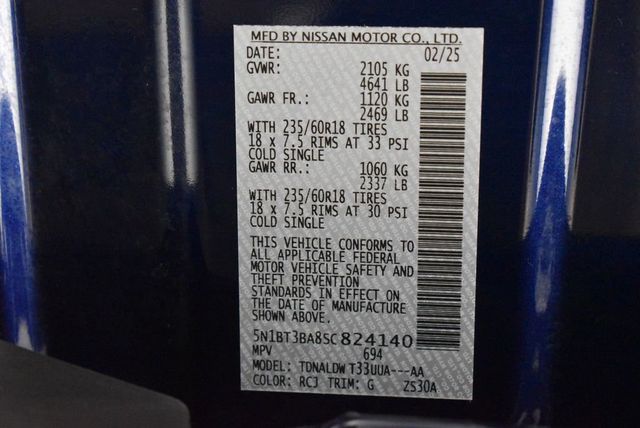 MFD BY NISSAN MOTOR CO., LTD.
DATE: 02/25
GVWR: 2105 KG
4641 LB
GAWR FR.: 1120 KG
2469 LB
WITH 235/60R18 TIRES
18 x 7.5 RIMS AT 33 PSI
COLD SINGLE
GAWR RR.: 1060 KG
2337 LB
WITH 235/60R18 TIRES
18 x 7.5 RIMS AT 30 PSI
COLD SINGLE
THIS VEHICLE CONFORMS TO
ALL APPLICABLE FEDERAL
MOTOR VEHICLE SAFETY AND
THEFT PREVENTION
STANDARDS IN EFFECT ON
THE DATE OF MANUFACTURE
SHOWN ABOVE.
5N1BT3BA8SC824140
MPV 694
MODEL: TDNALDW T33UUA---AA
COLOR: RCJ TRIM: G ZS30A